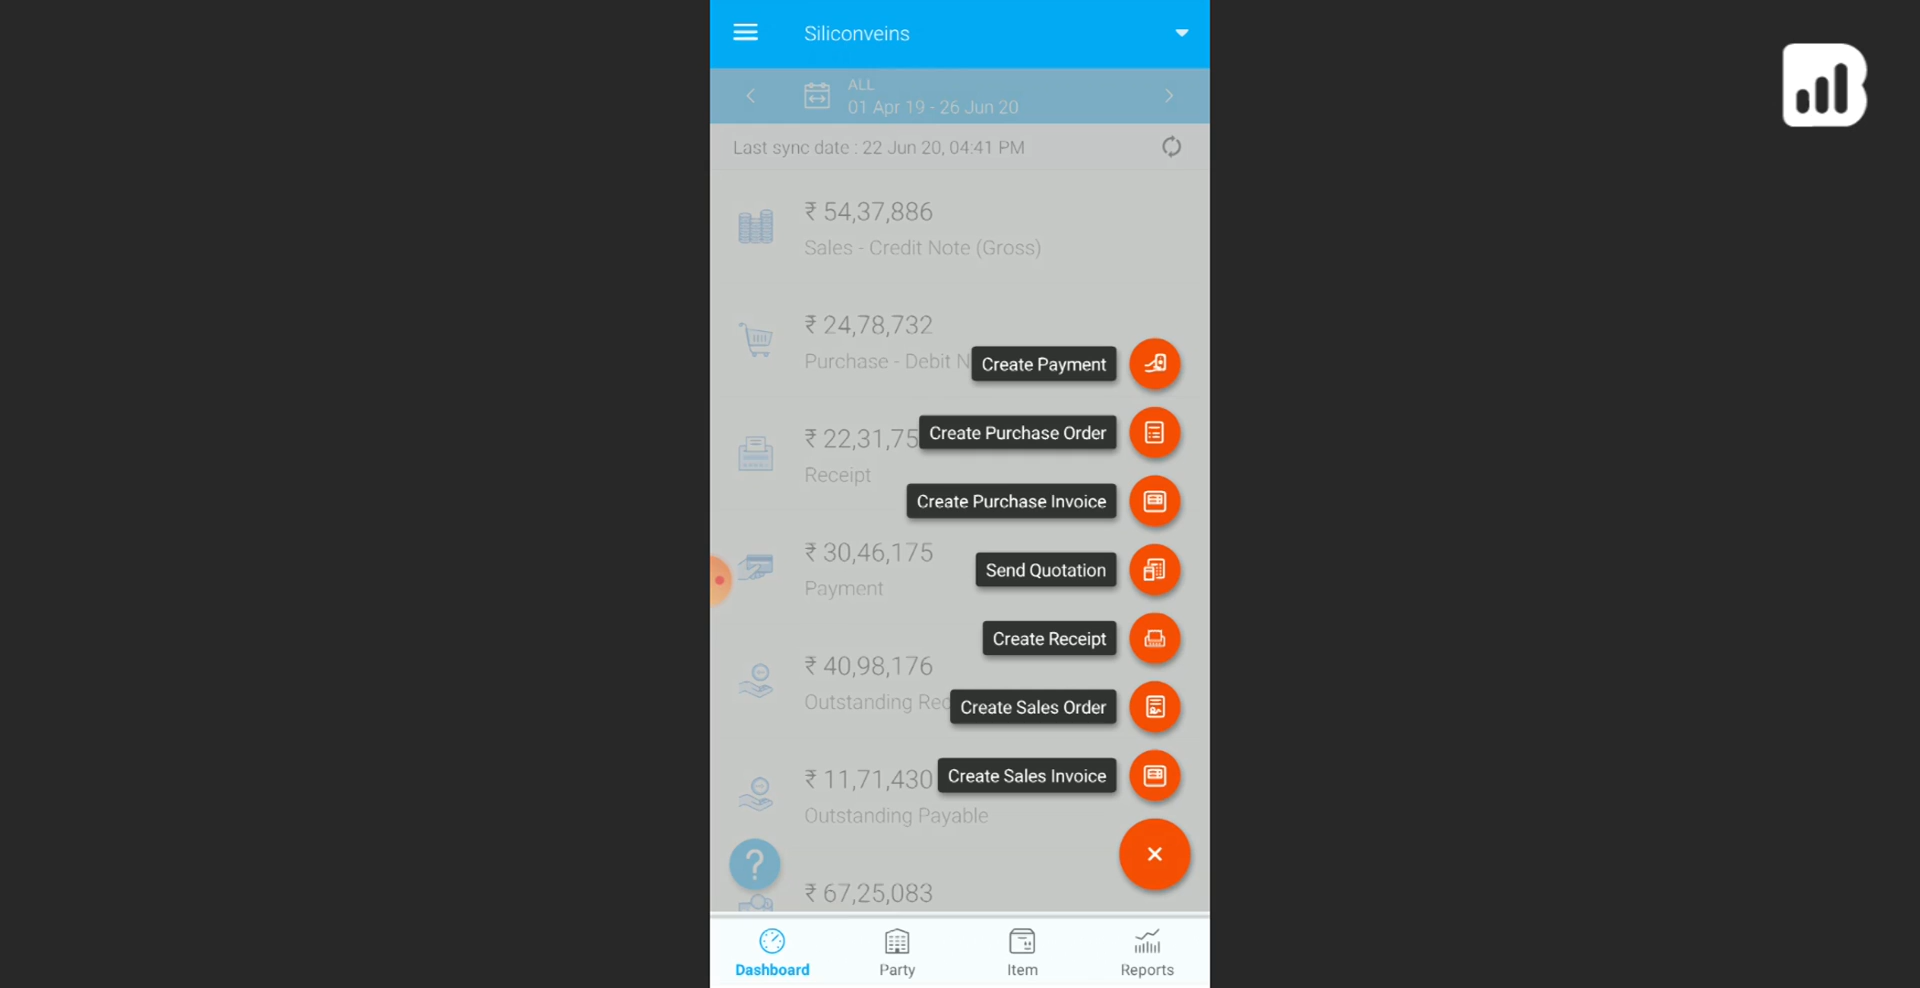 Siliconveins
ALL
01 Apr 19 - 26 Jun 20
Last sync date : 22 Jun 20, 04:41 PM
₹ 54,37,886
Sales - Credit Note (Gross)
₹ 24,78,732
Purchase - Debit N
Create Payment
₹ 22,31,75
Create Purchase Order
Receipt
Create Purchase Invoice
₹ 30,46,175
Payment
Send Quotation
Create Receipt
₹ 40,98,176
Outstanding Rec
Create Sales Order
₹ 11,71,430
Create Sales Invoice
Outstanding Payable
?
₹ 67,25,083
Dashboard
Party
Item
Reports